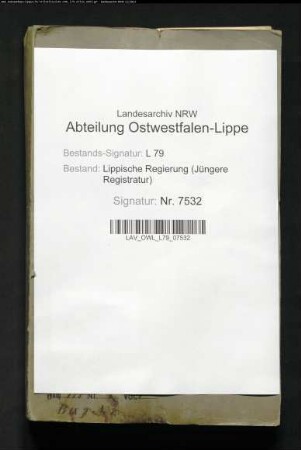 Landesarchiv NRW
Abteilung Ostwestfalen-Lippe
Bestands-Signatur: L 79
Bestand: Lippische Regierung (Jüngere
Registratur)
Signatur: Nr. 7532
LAV_OWL_L79_07532